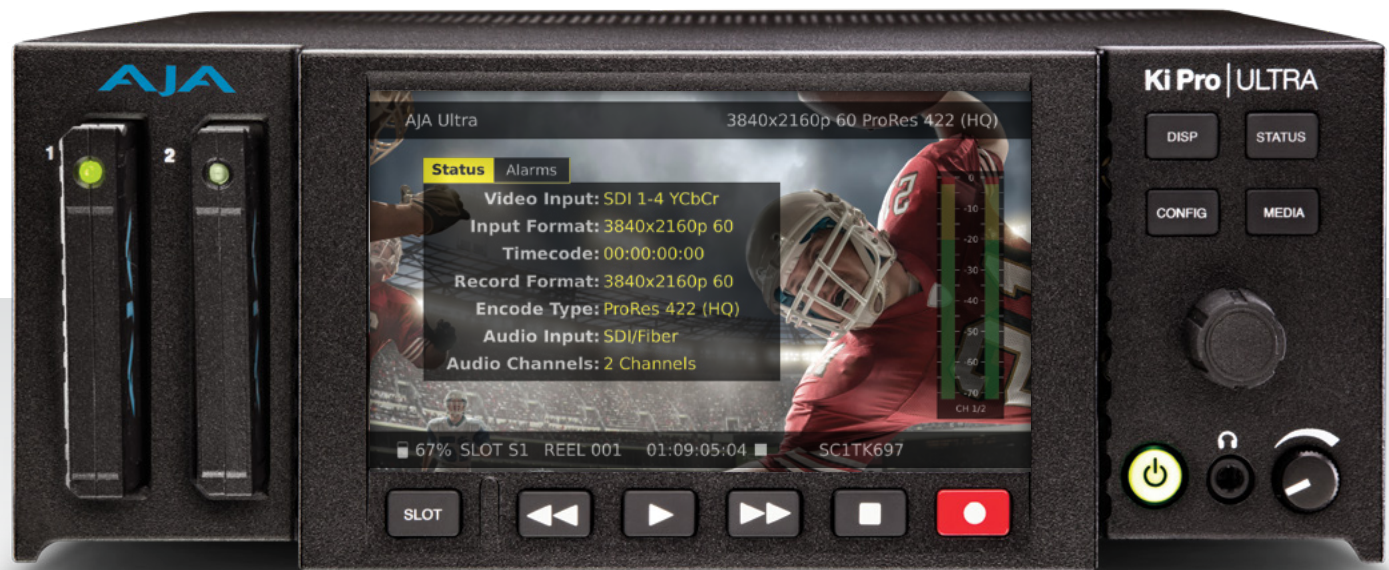 AJA
Ki Pro | ULTRA
1
2
AJA Ultra
3840x2160p 60 ProRes 422 (HQ)
Status
Alarms
Video Input: SDI 1-4 YCbCr
Input Format: 3840x2160p 60
Timecode: 00:00:00:00
Record Format: 3840x2160p 60
Encode Type: ProRes 422 (HQ)
Audio Input: SDI/Fiber
Audio Channels: 2 Channels
0
-10
-20
-30
-40
-50
-60
-70
CH 1/2
67% SLOT S1 REEL 001 01:09:05:04 SC1TK697
DISP
STATUS
CONFIG
MEDIA
SLOT